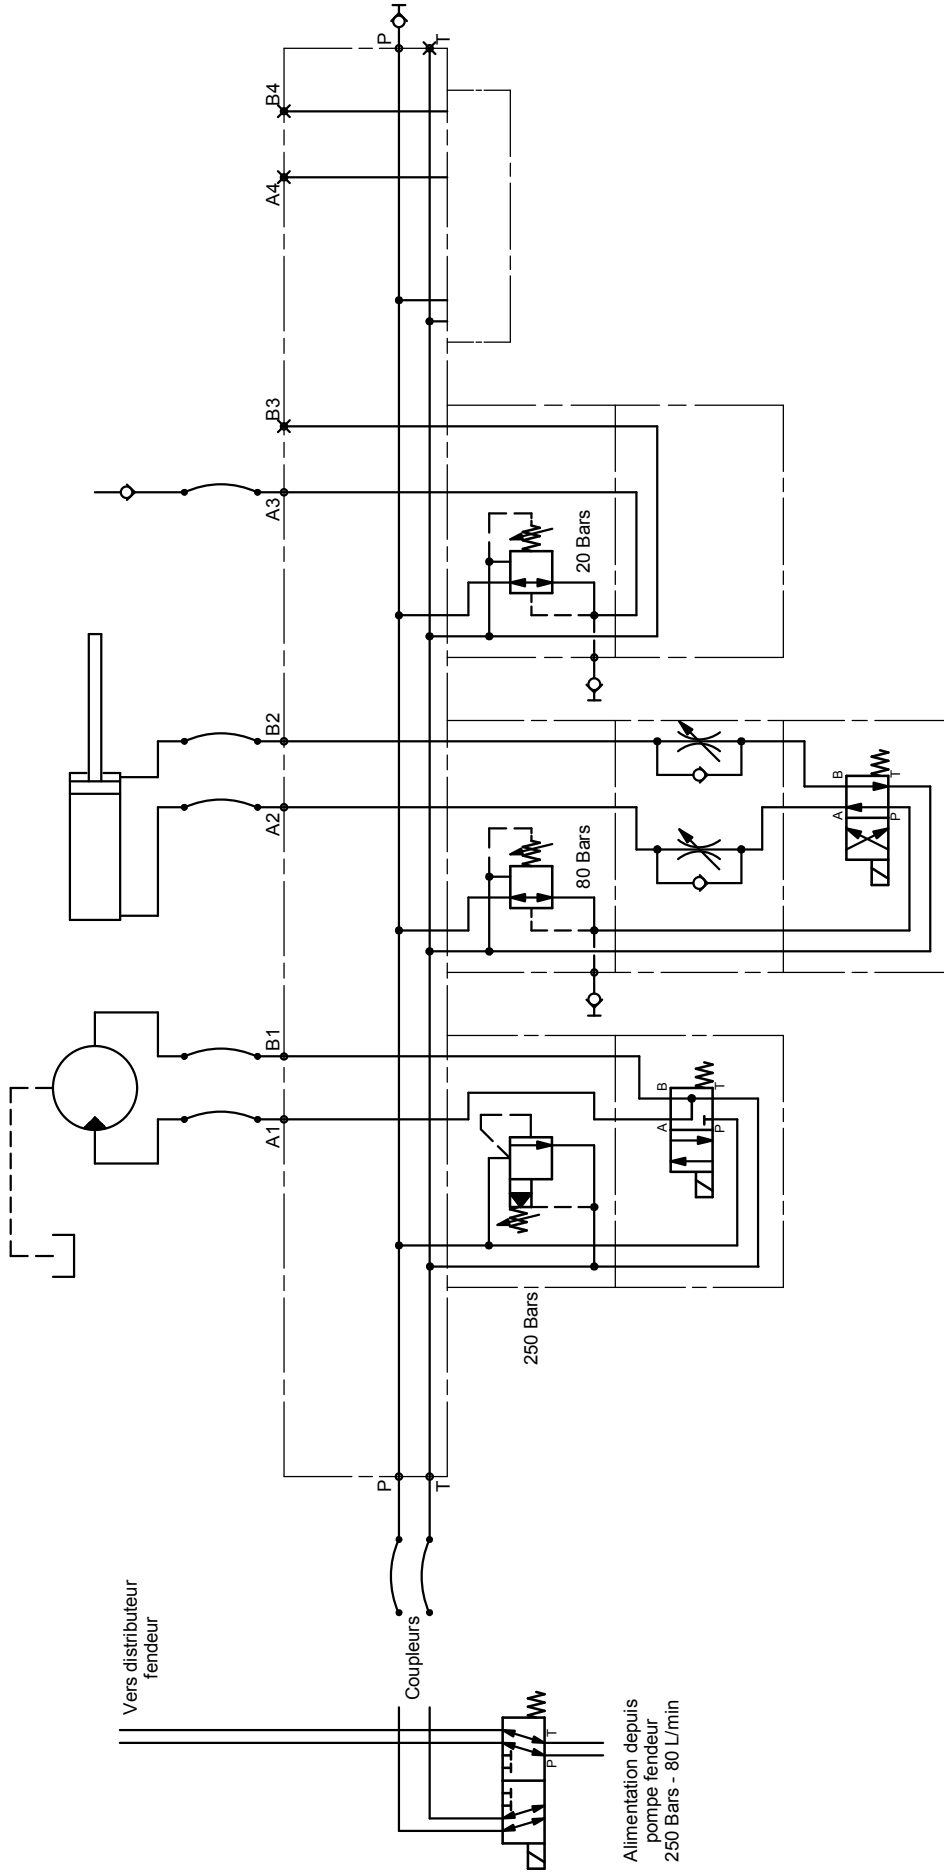 Vers distributeur
fendeur
Alimentation depuis
pompe fendeur
250 Bars - 80 L/min
P
T
Coupleurs
P
T
A1
B1
250 Bars
A
B
P
T
A2
B2
80 Bars
A
B
P
T
A3
B3
20 Bars
A4
B4
P
T